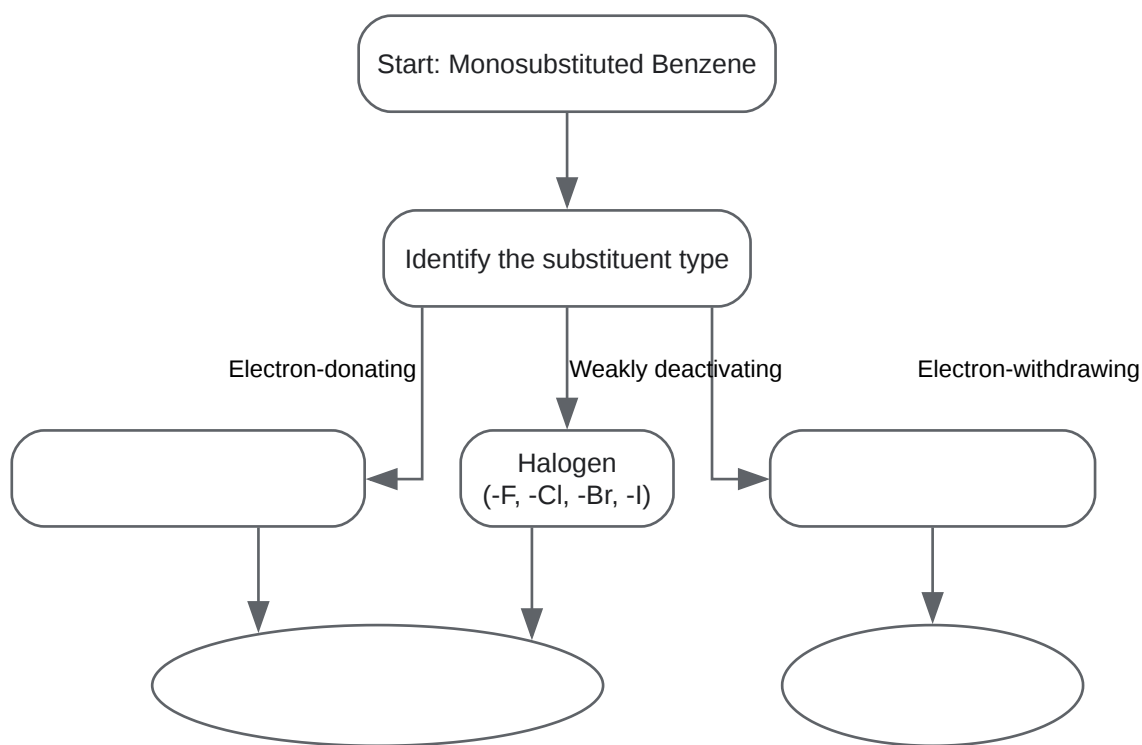 Start: Monosubstituted Benzene
Identify the substituent type
Electron-donating
Weakly deactivating
Electron-withdrawing
Halogen
(-F, -Cl, -Br, -I)